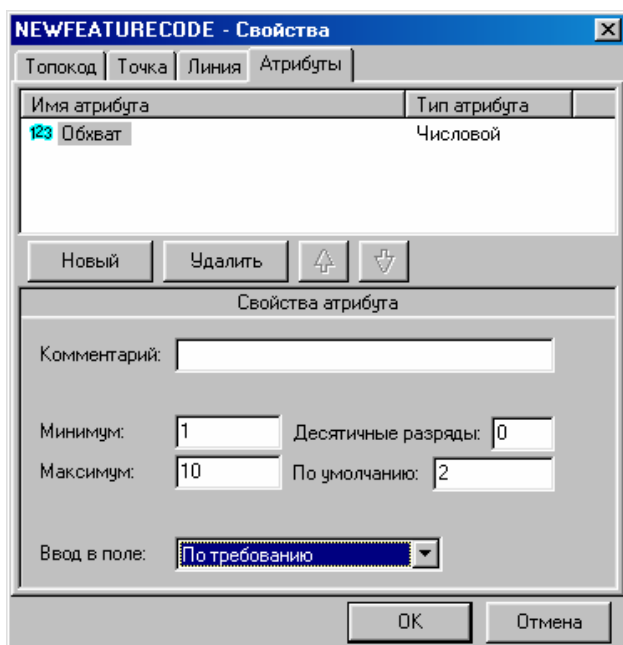 NEWFEATURECODE - Свойства
Топокод Точка Линия Атрибуты
Имя атрибута Тип атрибута
123 Обхват Числовой
Новый Удалить
Свойства атрибута
Комментарий:
Минимум: 1 Десятичные разряды: 0
Максимум: 10 По умолчанию: 2
Ввод в поле: По требованию
OK Отмена